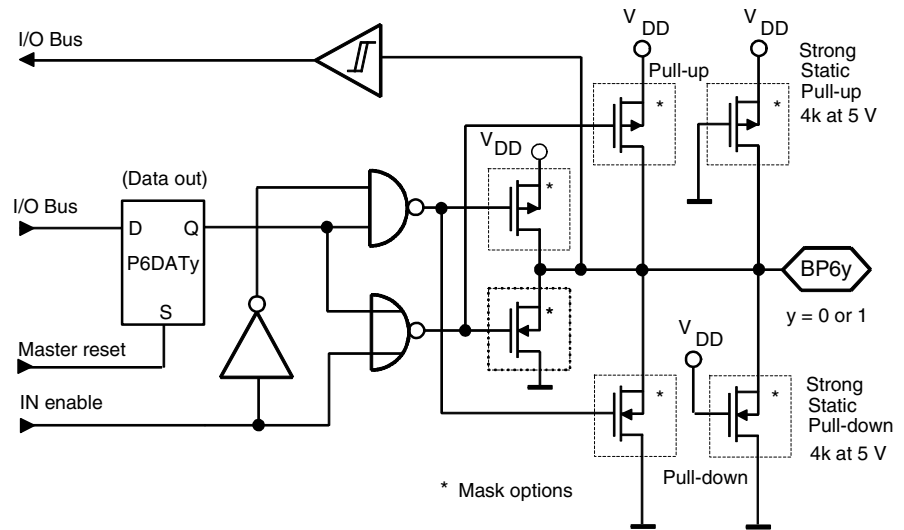 I/O Bus
V DD
V DD
Strong
Static
Pull-up
4k at 5 V
Pull-up
*
*
V DD
(Data out)
*
I/O Bus
D Q
P6DATy
S
BP6y
y = 0 or 1
*
Master reset
V DD
IN enable
*
*
Strong
Static
Pull-down
4k at 5 V
Pull-down
* Mask options